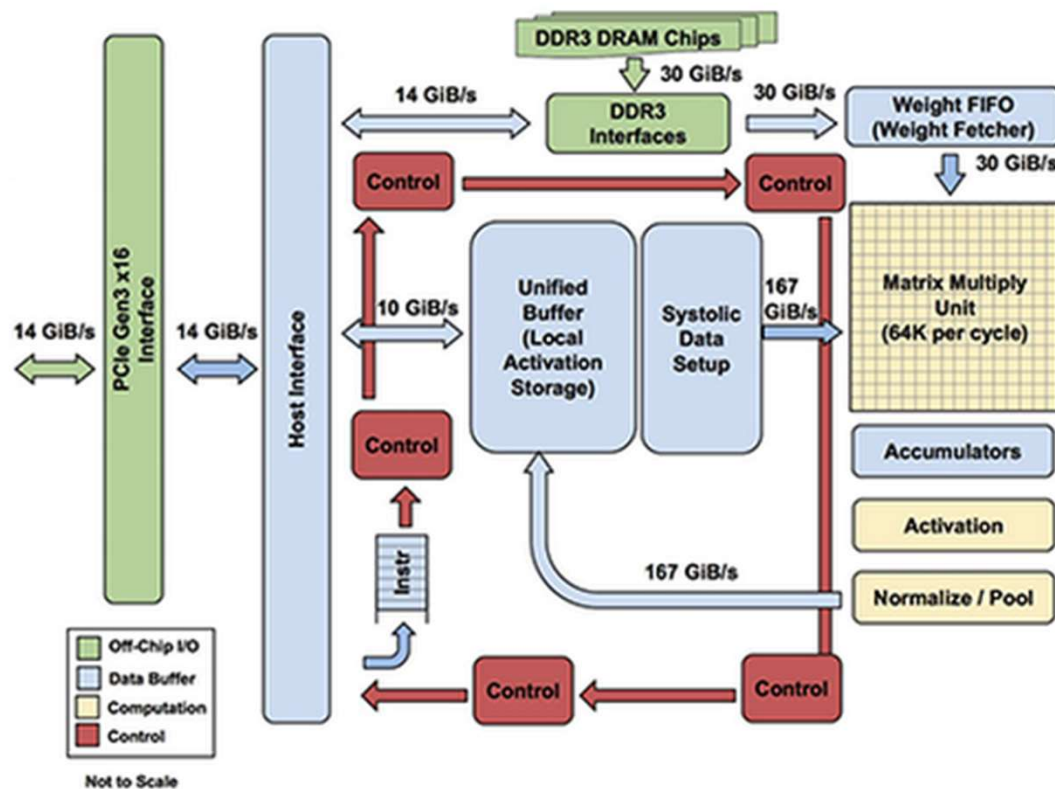 DDR3 DRAM Chips
30 GiB/s
14 GiB/s
DDR3
Interfaces
30 GiB/s
Weight FIFO
(Weight Fetcher)
30 GiB/s
Control
Control
PCIe Gen3 x16
Interface
14 GiB/s
14 GiB/s
Host Interface
10 GiB/s
Unified
Buffer
(Local
Activation
Storage)
Systolic
Data
Setup
167
GiB/s
Matrix Multiply
Unit
(64K per cycle)
Control
Accumulators
Activation
Instr
167 GiB/s
Normalize / Pool
Control
Control
Off-Chip I/O
Data Buffer
Computation
Control
Not to Scale